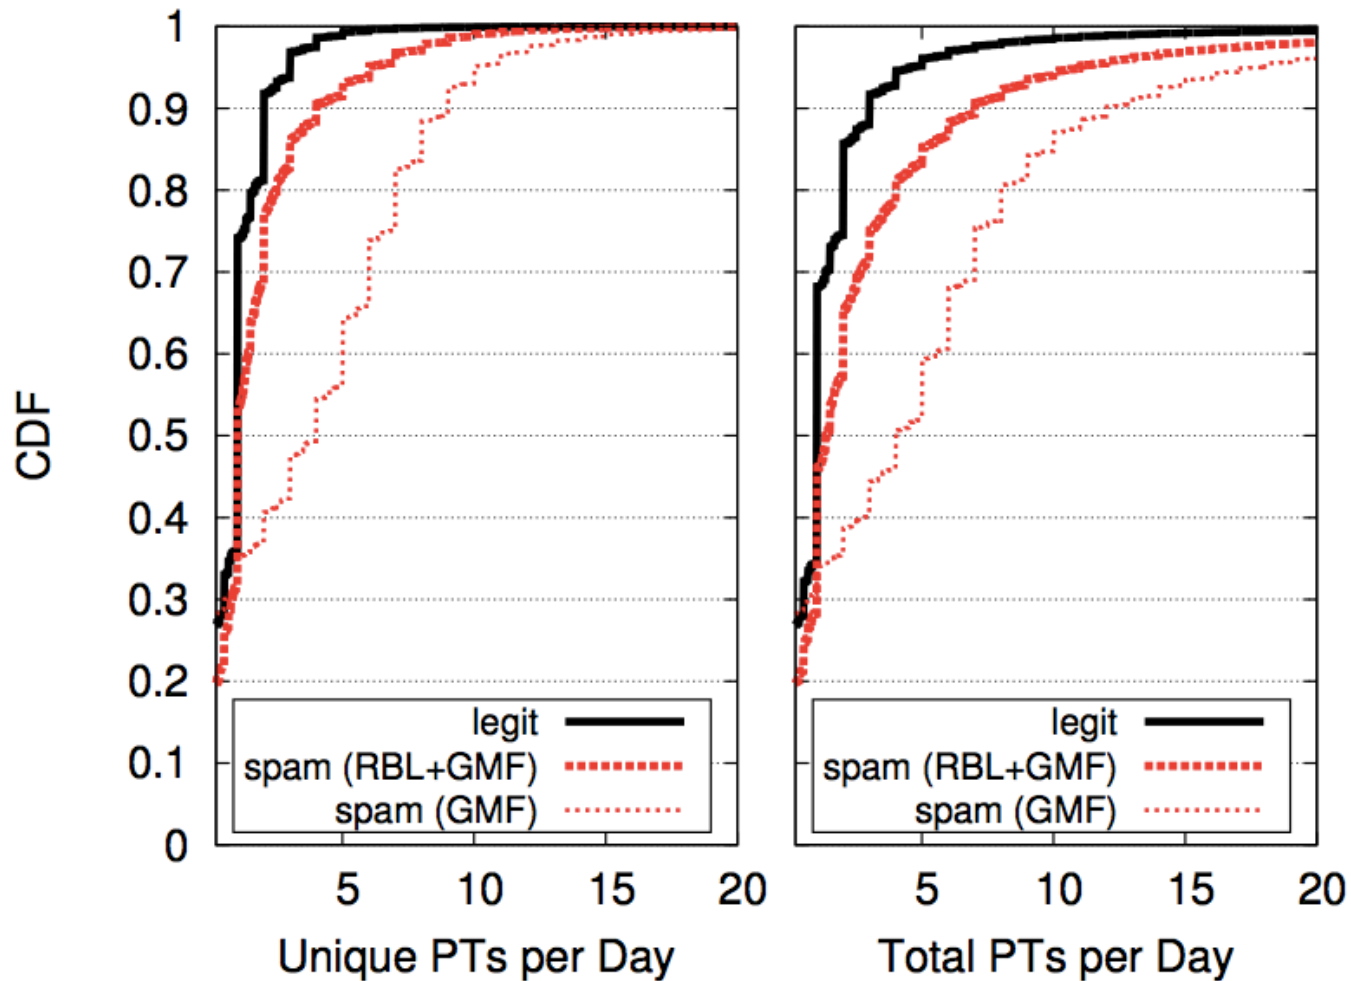 CDF
1
0.9
0.8
0.7
0.6
0.5
0.4
0.3
0.2
0.1
0
legit
spam (RBL+GMF)
spam (GMF)
5 10 15 20
Unique PTs per Day
legit
spam (RBL+GMF)
spam (GMF)
5 10 15 20
Total PTs per Day